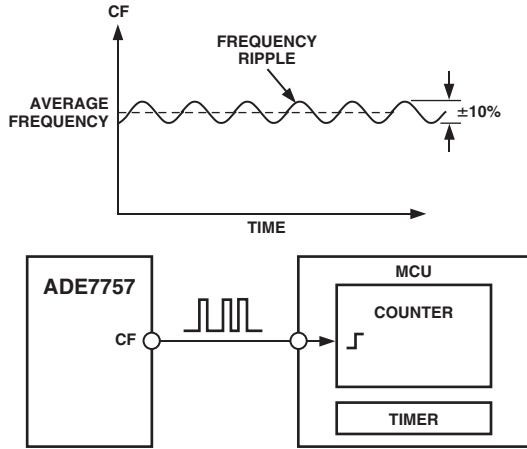 CF
FREQUENCY
RIPPLE
AVERAGE
FREQUENCY
±10%
TIME
ADE7757
CF
MCU
COUNTER
TIMER